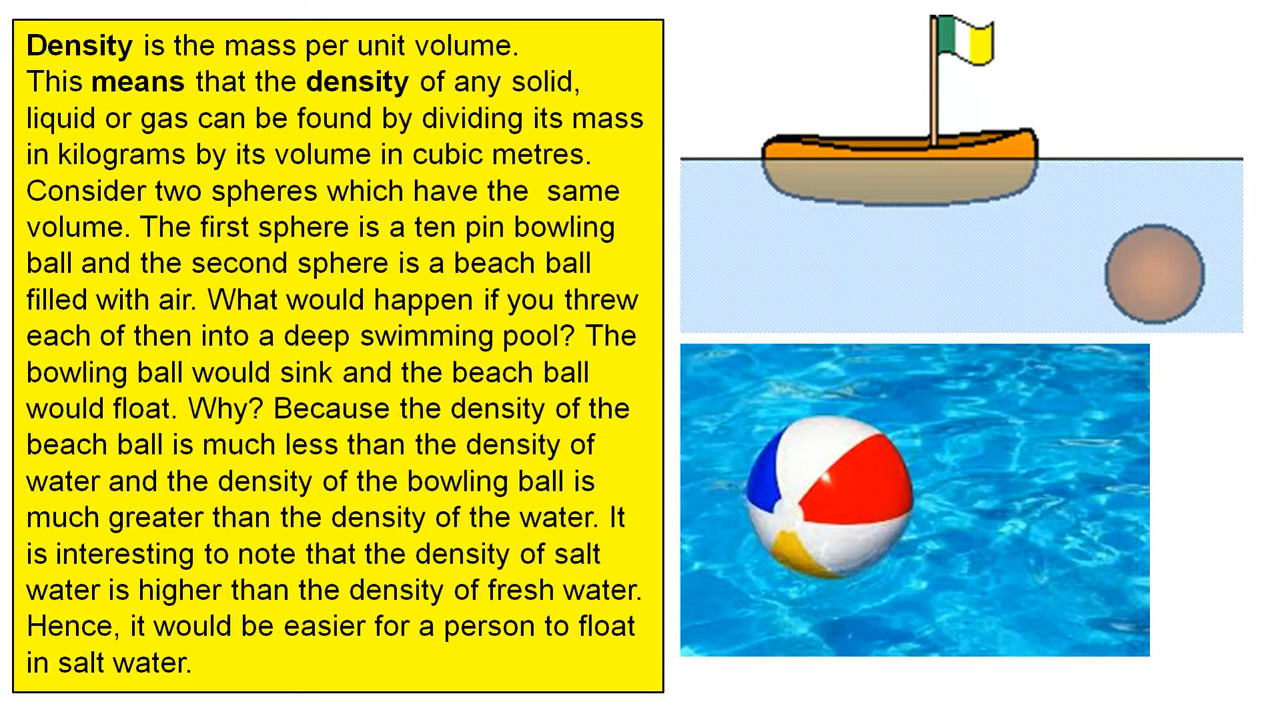 Density is the mass per unit volume.
This means that the density of any solid,
liquid or gas can be found by dividing its mass
in kilograms by its volume in cubic metres.
Consider two spheres which have the  same
volume. The first sphere is a ten pin bowling
ball and the second sphere is a beach ball
filled with air. What would happen if you threw
each of then into a deep swimming pool? The
bowling ball would sink and the beach ball
would float. Why? Because the density of the
beach ball is much less than the density of
water and the density of the bowling ball is
much greater than the density of the water. It
is interesting to note that the density of salt
water is higher than the density of fresh water.
Hence, it would be easier for a person to float
in salt water.